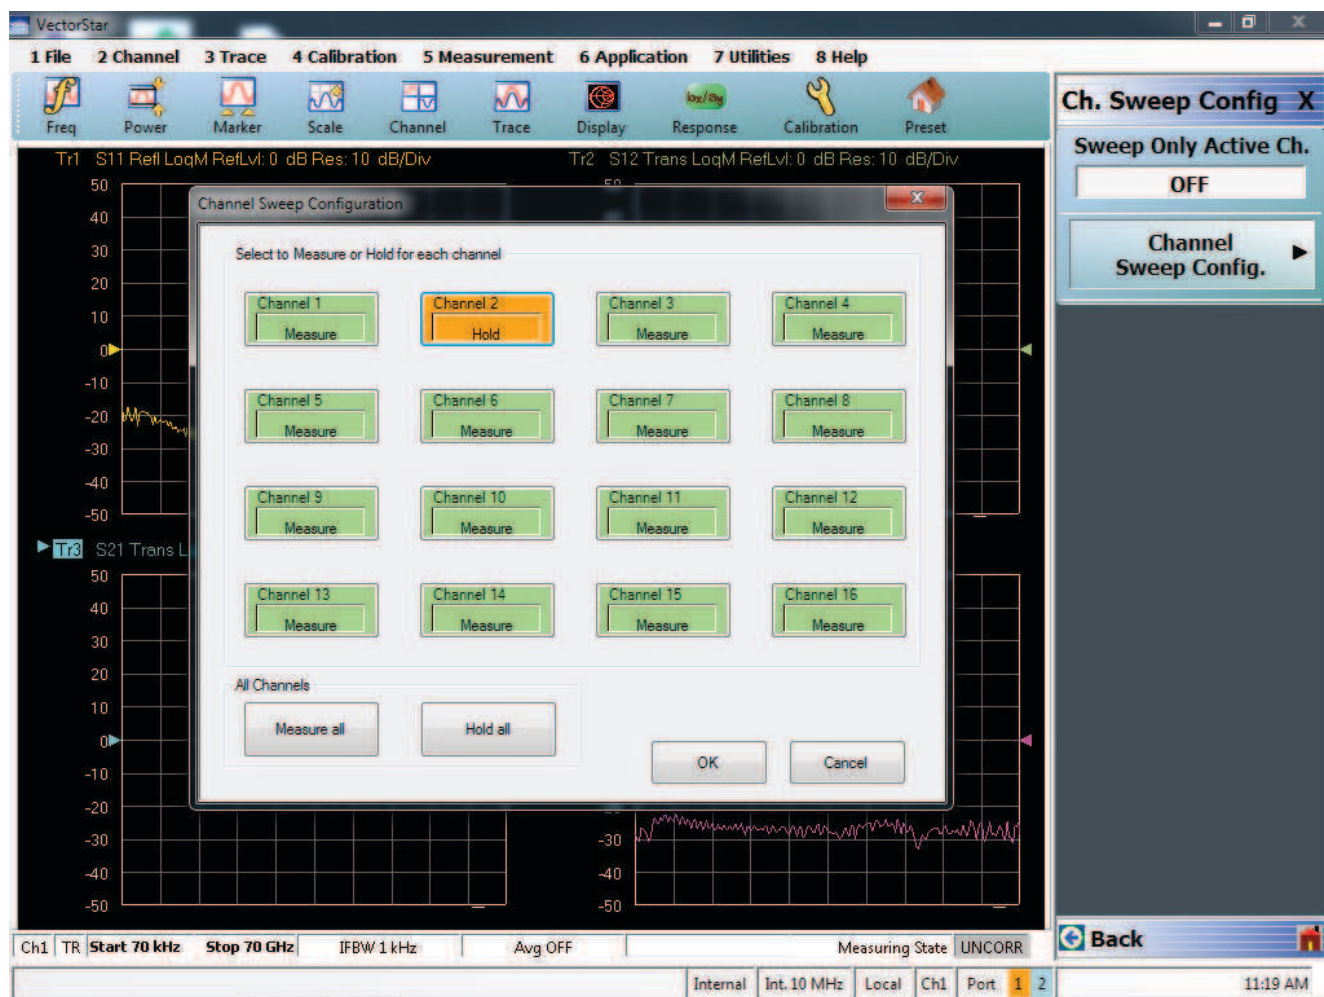 VectorStar
1 File 2 Channel 3 Trace 4 Calibration 5 Measurement 6 Application 7 Utilities 8 Help
Freq Power Marker Scale Channel Trace Display Response Calibration Preset
Ch. Sweep Config X
Sweep Only Active Ch.
OFF
Channel
Sweep Config.
Tr1 S11 Refl LogM RefLvl: 0 dB Res: 10 dB/Div
Tr2 S12 Trans LogM RefLvl: 0 dB Res: 10 dB/Div
50
40
30
20
10
0
-10
-20
-30
-40
-50
50
Channel Sweep Configuration
Select to Measure or Hold for each channel
Channel 1 Channel 2 Channel 3 Channel 4
Measure Hold Measure Measure
Channel 5 Channel 6 Channel 7 Channel 8
Measure Measure Measure Measure
Channel 9 Channel 10 Channel 11 Channel 12
Measure Measure Measure Measure
Channel 13 Channel 14 Channel 15 Channel 16
Measure Measure Measure Measure
All Channels
Measure all Hold all
OK Cancel
Tr3 S21 Trans L
50
40
30
20
10
0
-10
-20
-30
-40
-50
-30
-40
-50
Ch1 TR Start 70 kHz Stop 70 GHz IFBW 1 kHz Avg OFF Measuring State UNCORR
Back
Internal Int. 10 MHz Local Ch1 Port 1 2 11:19 AM